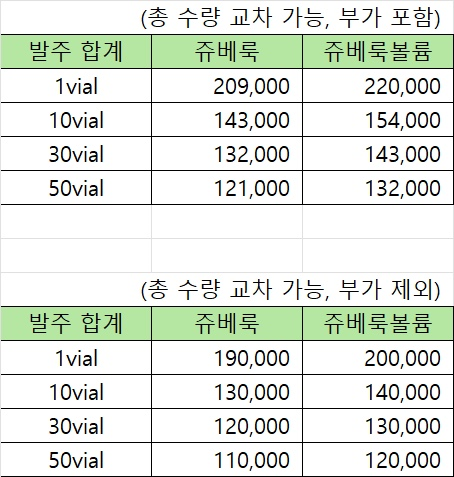 (총 수량 교차 가능, 부가 포함)
발주 합계 쥬베룩 쥬베룩볼륨
1vial 209,000 220,000
10vial 143,000 154,000
30vial 132,000 143,000
50vial 121,000 132,000
(총 수량 교차 가능, 부가 제외)
발주 합계 쥬베룩 쥬베룩볼륨
1vial 190,000 200,000
10vial 130,000 140,000
30vial 120,000 130,000
50vial 110,000 120,000